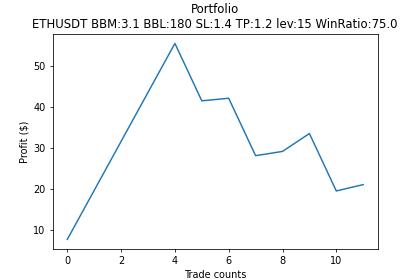 Portfolio
ETHUSDT BBM:3.1 BBL:180 SL:1.4 TP:1.2 lev:15 WinRatio:75.0
Profit ($)
50
40
30
20
10
0 2 4 6 8 10
Trade counts